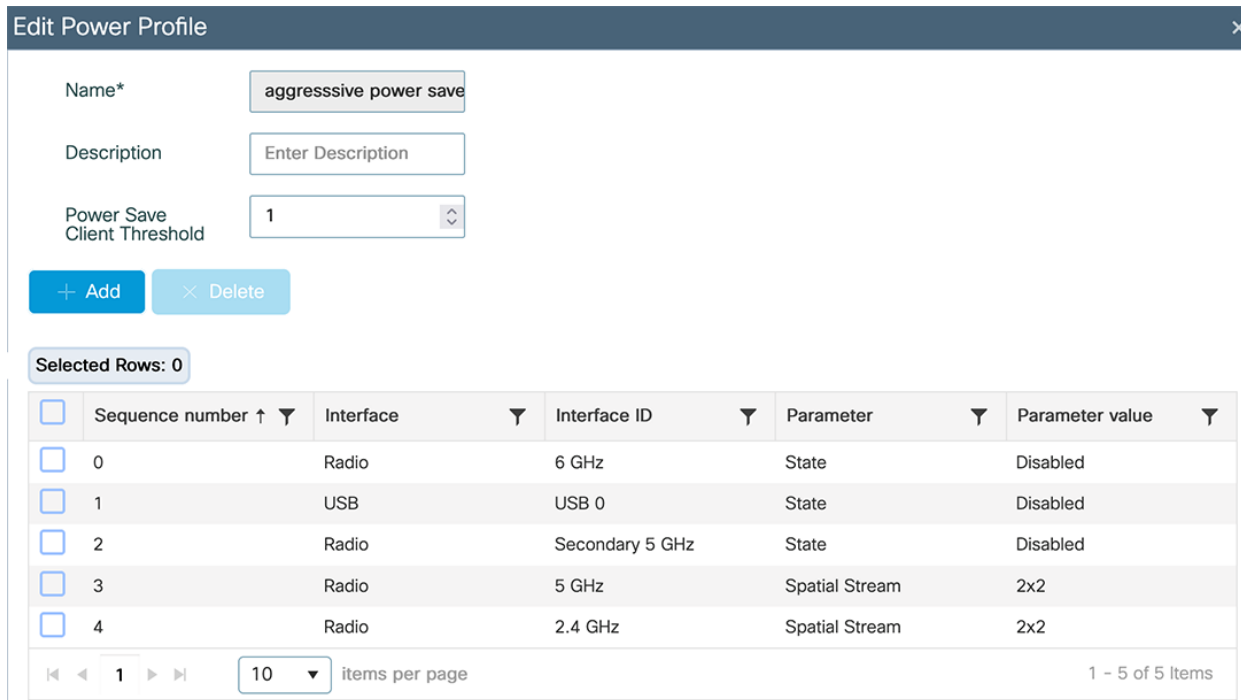 Edit Power Profile ×
Name* aggresssive power save
Description Enter Description
Power Save
Client Threshold 1
+ Add × Delete
Selected Rows: 0
Sequence number ↑ Interface Interface ID Parameter Parameter value
0 Radio 6 GHz State Disabled
1 USB USB 0 State Disabled
2 Radio Secondary 5 GHz State Disabled
3 Radio 5 GHz Spatial Stream 2x2
4 Radio 2.4 GHz Spatial Stream 2x2
1 10 items per page 1 - 5 of 5 Items